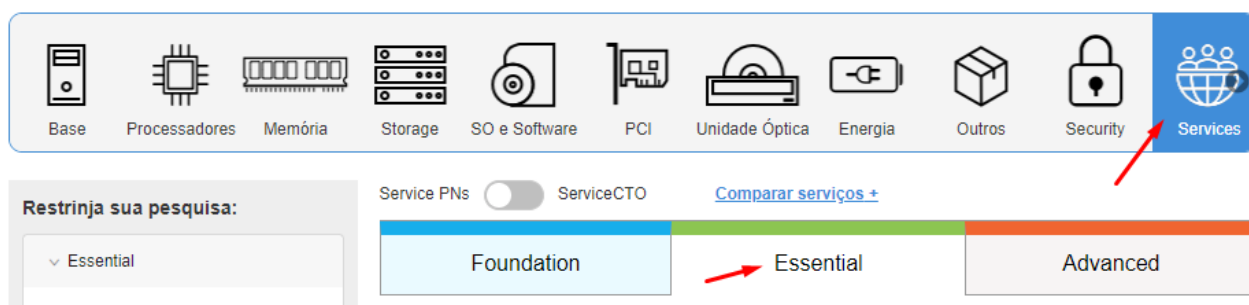 Base Processadores Memória Storage SO e Software PCI Unidade Óptica Energia Outros Security Services
Service PNs ServiceCTO Comparar serviços +
Restrinja sua pesquisa:
Essential
Foundation Essential Advanced